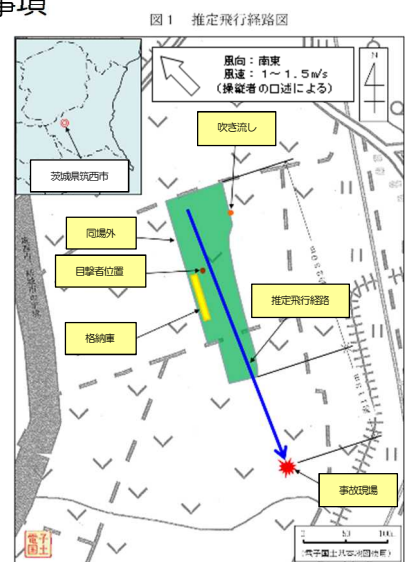 事項
図1 推定飛行経路図
風向:南東
風速:1~1.5m/s
(操縦者の口述による)
N
吹き流し
茨城県筑西市
同場外
目撃者位置
推定飛行経路
格納庫
事故現場
0 50 100m
電子
国土